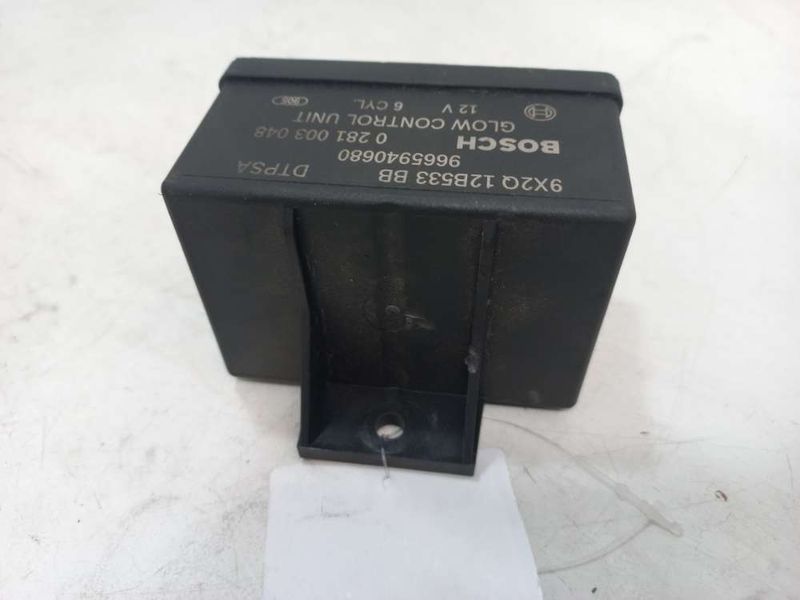 9X2Q 12B533 BB
9665940680 DTPSA
BOSCH
0 281 003 048
GLOW CONTROL UNIT
12 V 6 CYL.